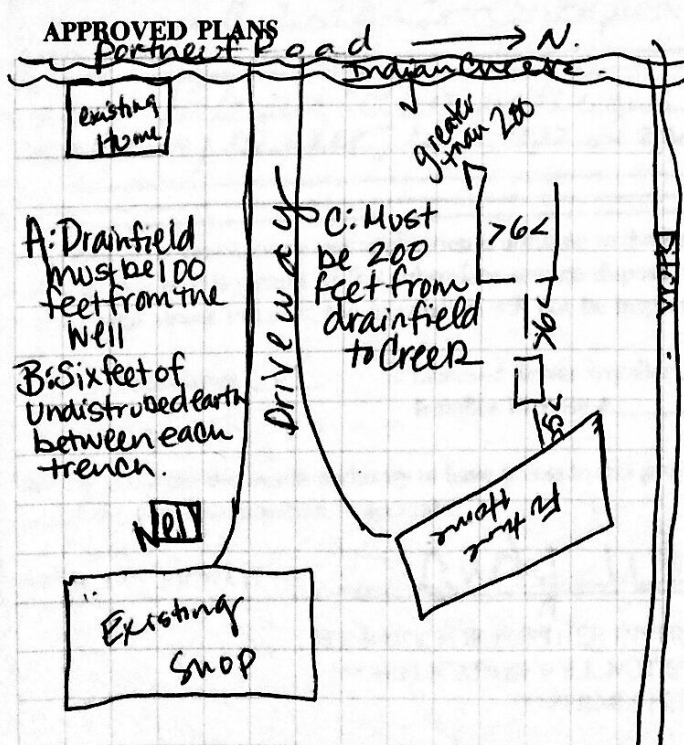 APPROVED PLANS
Portneuf Road → N.
Indian Creek
existing
Home
greater
than 200
A: Drainfield
must be 100
feet from the
well
B: Six feet of
undistrubed earth
between each
trench.
Driveway
C: Must
be 200
feet from
drainfield
to Creek
>6<
>6<
>5<
Future
Home
Well
Existing
Shop